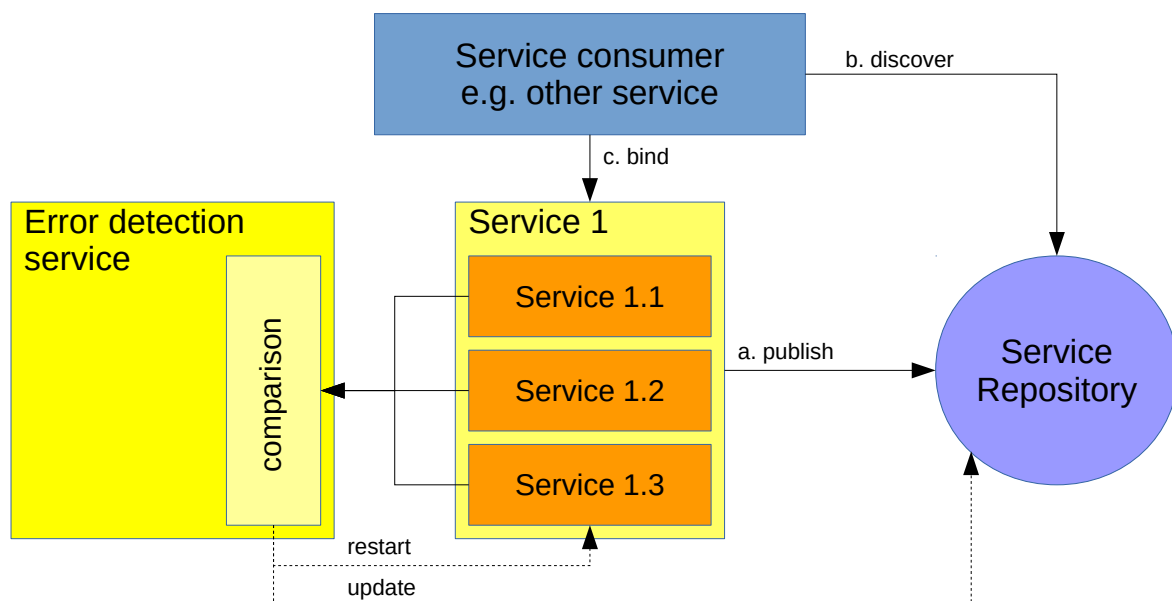 Service consumer
e.g. other service
b. discover
c. bind
Error detection
service
Service 1
comparison
Service 1.1
Service 1.2
Service 1.3
a. publish
Service
Repository
restart
update